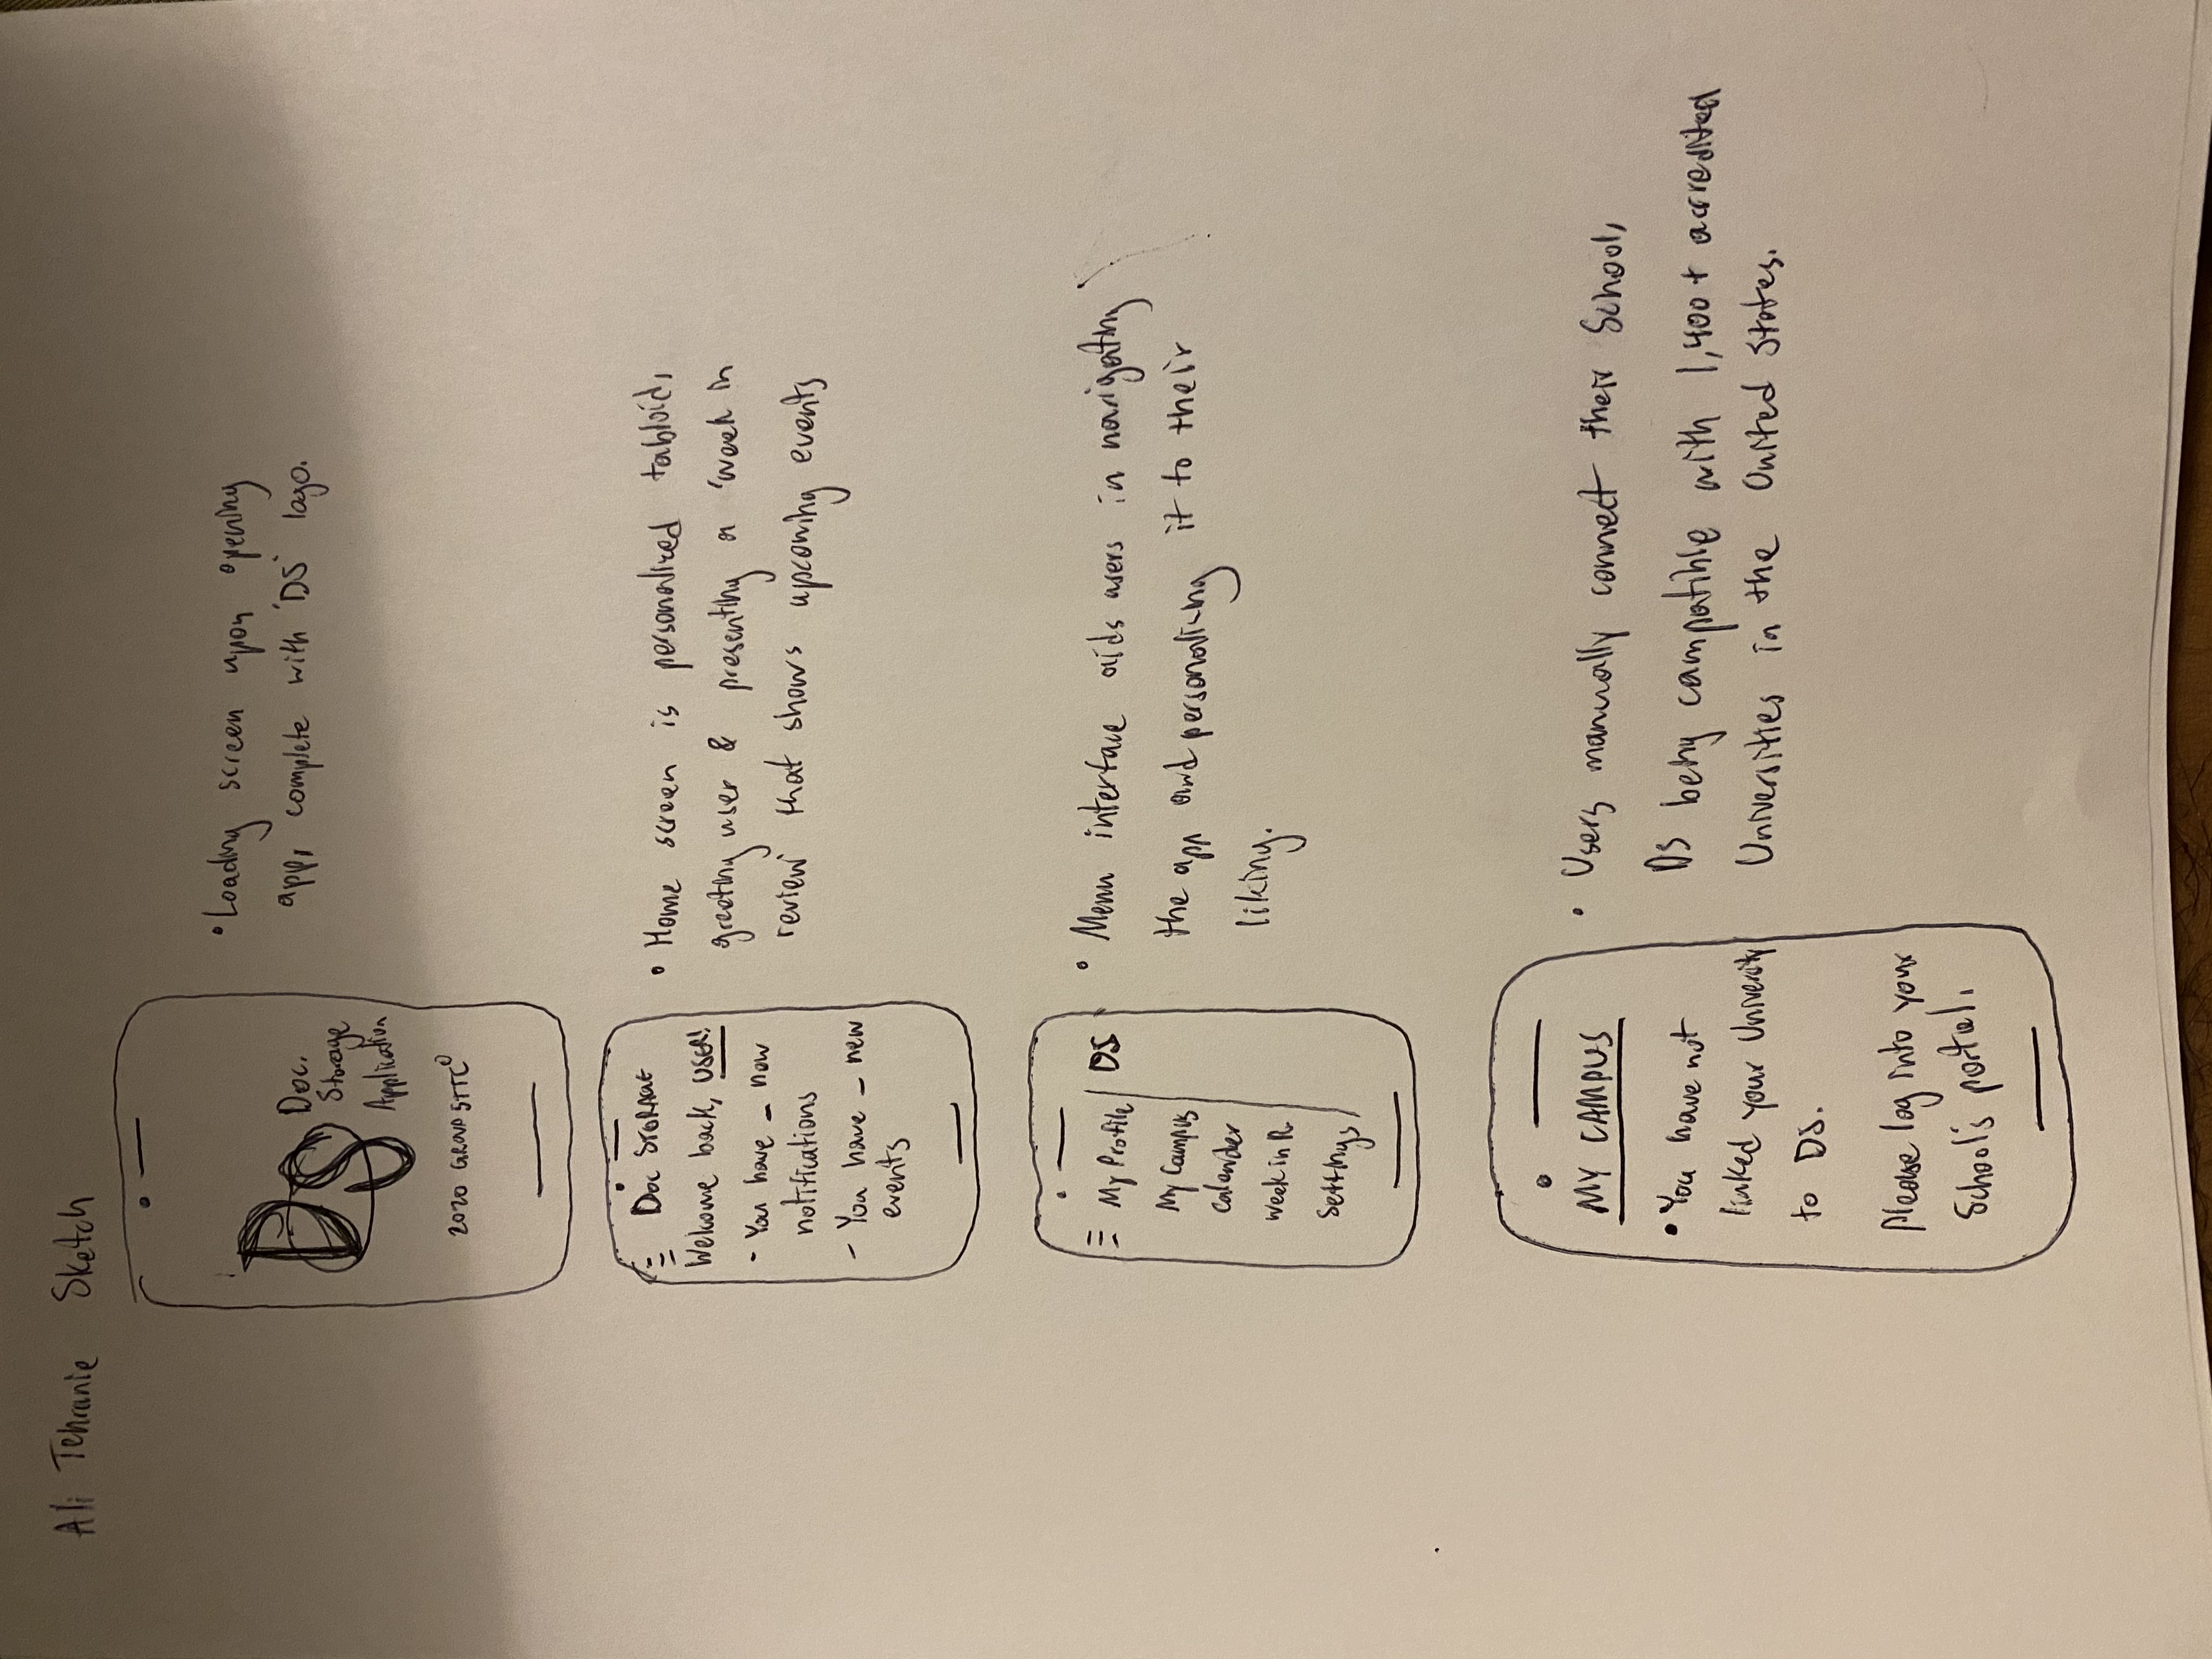 Ali Tehranie Sketch
DS
Doc.
Storage
Application
2020 GROUP
• Loading screen upon opening
app, complete with 'DS' logo.
DOC STORAGE
Welcome back, USER!
- You have _ new
notifications
- You have _ new
events
• Home screen is personalized tabloid,
greeting user & presenting a 'week in
review' that shows upcoming events
My Profile DS
My Campus
Calender
Week in R.
Settings
• Menu interface aids users in navigating
the app and personalizing it to their
liking.
MY CAMPUS
• You have not
linked your University
to DS.
Please log into your
School's portal.
• Users manually connect their School,
DS being compatible with 1,400+ accredited
Universities in the United States.